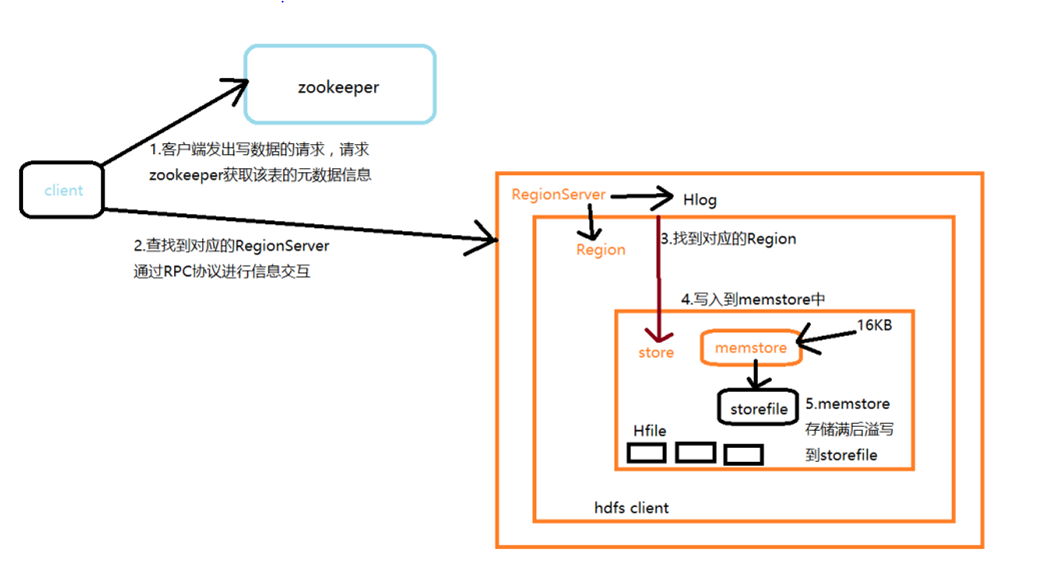 zookeeper
1.客户端发出写数据的请求，请求
zookeeper获取该表的元数据信息
client
2.查找到对应的RegionServer
通过RPC协议进行信息交互
RegionServer
Hlog
Region
3.找到对应的Region
4.写入到memstore中
16KB
store
memstore
storefile
5.memstore
存储满后溢写
到storefile
Hfile
hdfs client